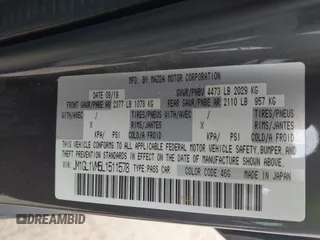 MFD. BY MAZDA MOTOR CORPORATION
09/18 GVWR/PNBV 4473 LB 2029 KG
FRONT GAWR/PNBE AV 2377 LB 1078 KG REAR GAWR/PNBE AR 2110 LB 957 KG
WITH/AVEC / TIRES/PNEUS WITH/AVEC / TIRES/PNEUS
X RIMS/JANTES X RIMS/JANTES
KPA/ PSI COLD/A FROID KPA/ PSI COLD/A FROID
THIS VEHICLE CONFORMS TO ALL APPLICABLE
FEDERAL MOTOR VEHICLE SAFETY, BUMPER, AND
THEFT PREVENTION STANDARDS IN EFFECT ON
THE DATE OF MANUFACTURE SHOWN ABOVE.
TYPE PASS CAR
COLOR CODE 46G
MADE IN JAPAN
DREAMBID